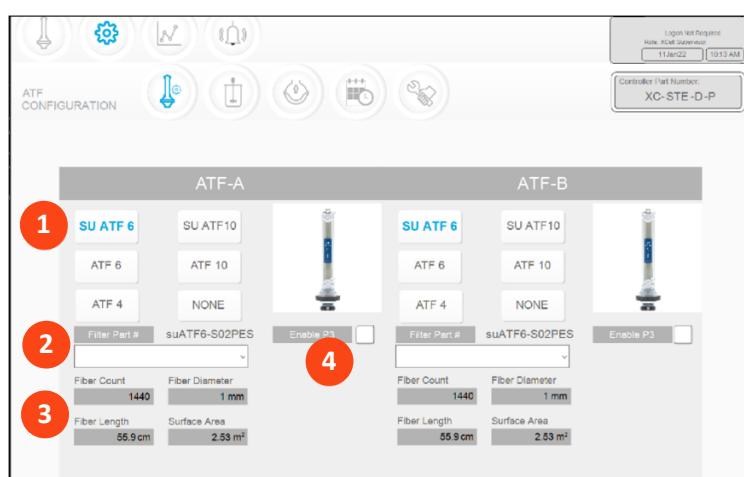 Logon Not Required
Role: XCell Supervisor
11Jan22 10:13 AM
ATF
CONFIGURATION
Controller Part Number:
XC-STE-D-P
ATF-A ATF-B
1 SU ATF 6 SU ATF10 SU ATF 6 SU ATF10
ATF 6 ATF 10 ATF 6 ATF 10
ATF 4 NONE ATF 4 NONE
2 Filter Part # suATF6-S02PES Enable P3 Filter Part # suATF6-S02PES Enable P3
4
Fiber Count Fiber Diameter Fiber Count Fiber Diameter
1440 1 mm 1440 1 mm
3 Fiber Length Surface Area Fiber Length Surface Area
55.9 cm 2.53 m² 55.9 cm 2.53 m²